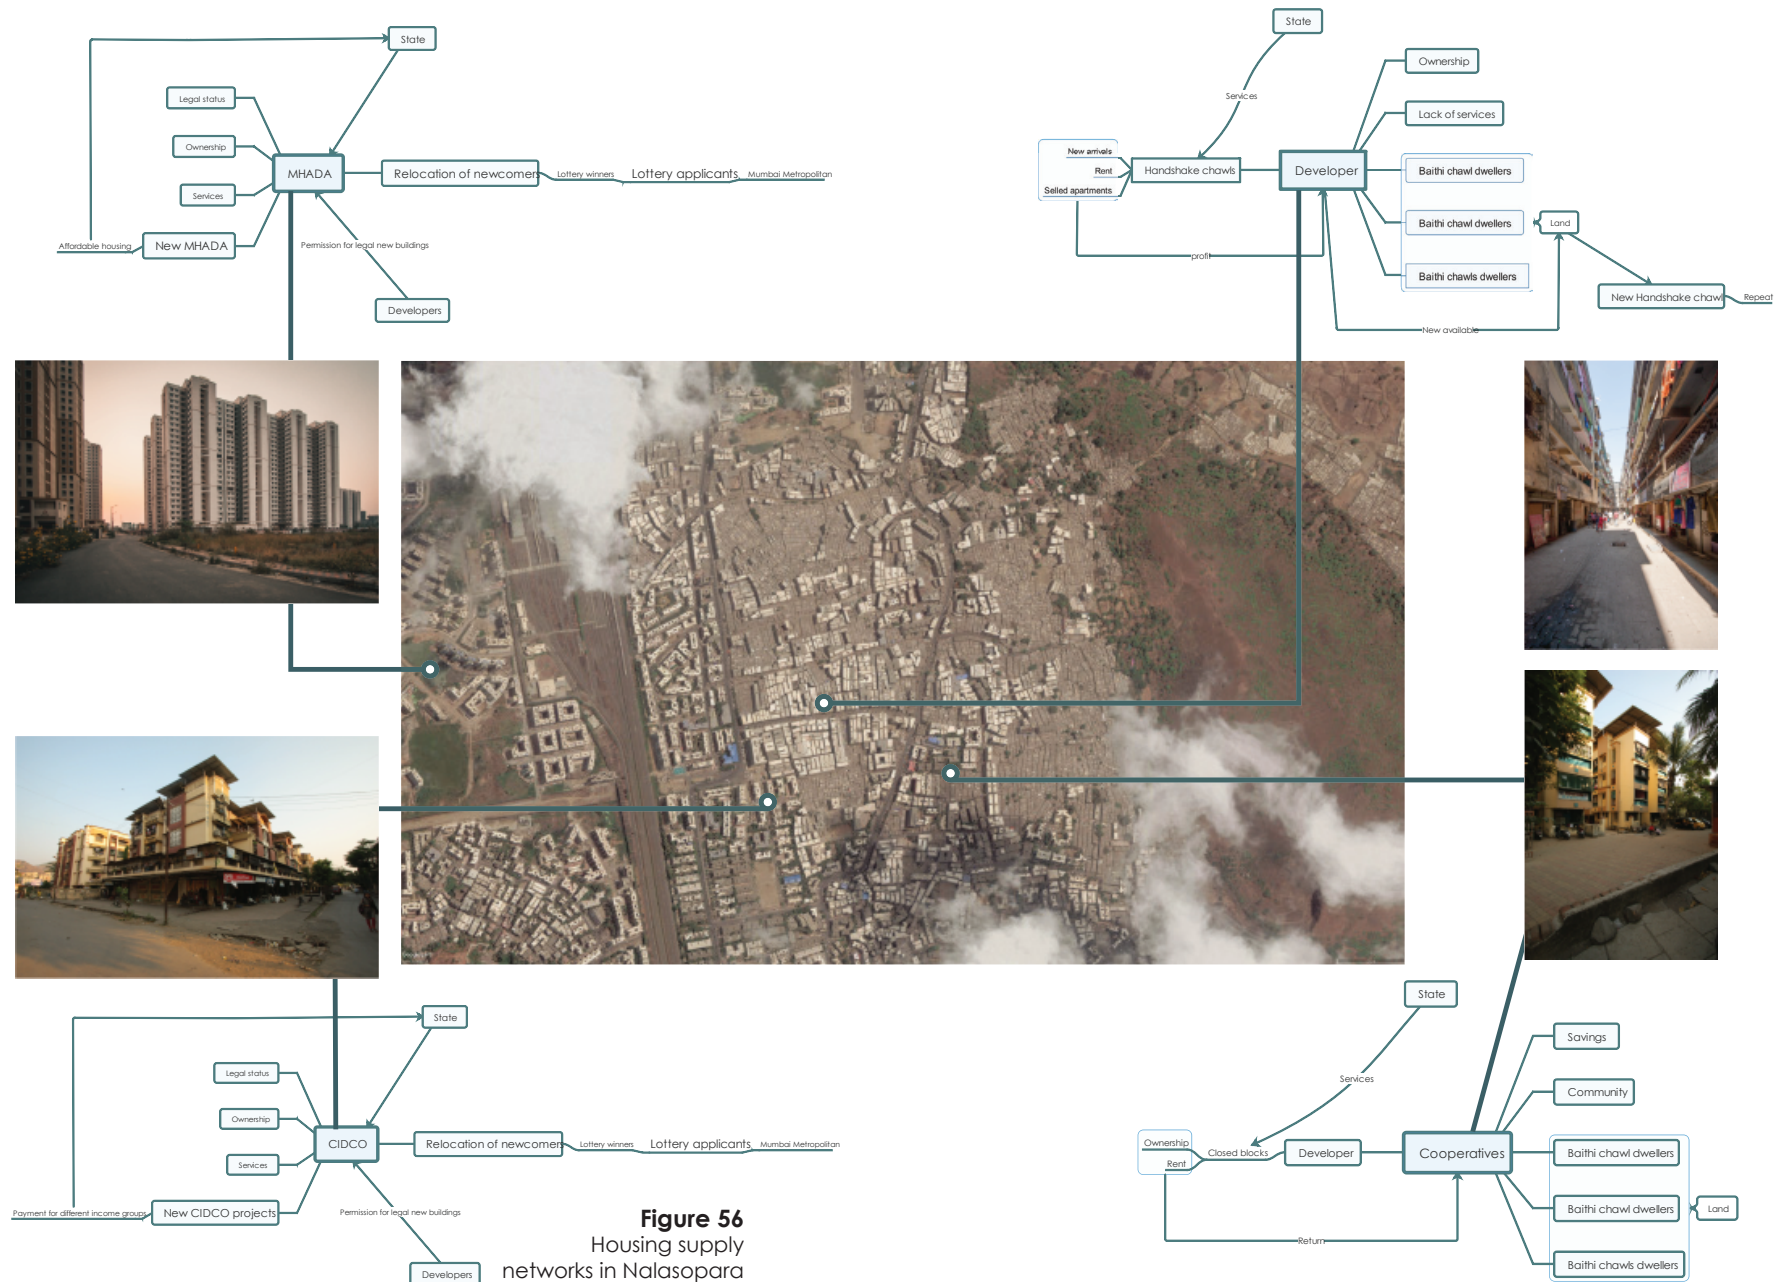 State
Legal status
Ownership
Services
MHADA
Relocation of newcomers
Lottery winners
Lottery applicants
Mumbai Metropolitan
Affordable housing
New MHADA
Permission for legal new buildings
Developers
State
Services
Ownership
Lack of services
New arrivals
Rent
Selled apartments
Handshake chawls
Developer
Baithi chawl dwellers
Baithi chawl dwellers
Baithi chawls dwellers
Land
profit
New Handshake chawl
Repeat
New available
State
Legal status
Ownership
Services
CIDCO
Relocation of newcomers
Lottery winners
Lottery applicants
Mumbai Metropolitan
Payment for different income groups
New CIDCO projects
Permission for legal new buildings
Developers
State
Services
Savings
Community
Ownership
Rent
Closed blocks
Developer
Cooperatives
Baithi chawl dwellers
Baithi chawl dwellers
Baithi chawls dwellers
Land
Return
Figure 56
Housing supply
networks in Nalasopara